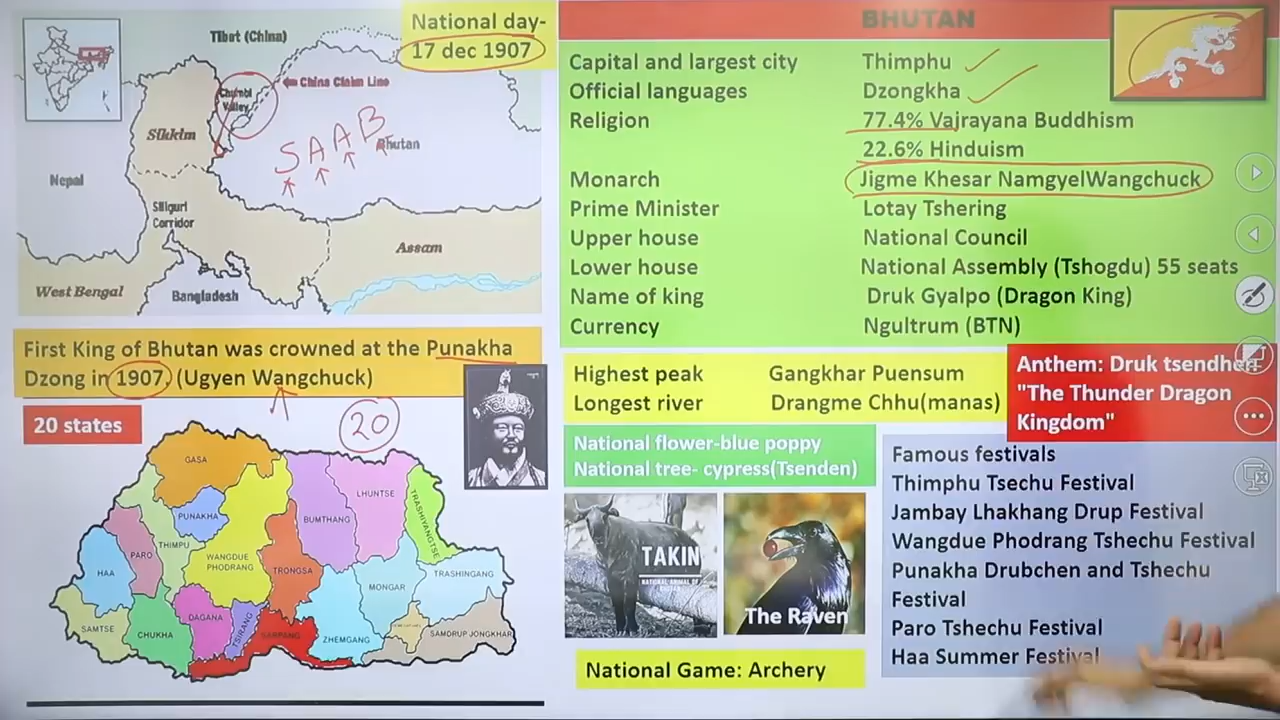 National day-
17 dec 1907
Tibet (China)
China Claim Line
Chumbi
Valley
Sikkim
S A A B
Bhutan
Nepal
Siliguri
Corridor
Assam
West Bengal
Bangladesh
First King of Bhutan was crowned at the Punakha
Dzong in 1907, (Ugyen Wangchuck)
20 states
20
GASA
PUNAKHA
THIMPU
PARO
HAA
WANGDUE
PHODRANG
BUMTHANG
LHUNTSE
TRASHIYANGTSE
TRONGSA
MONGAR
TRASHINGANG
SAMTSE
CHUKHA
DAGANA
TSIRANG
SARPANG
ZHEMGANG
SAMDRUP JONGKHAR
BHUTAN
Capital and largest city Thimphu
Official languages Dzongkha
Religion 77.4% Vajrayana Buddhism
22.6% Hinduism
Monarch Jigme Khesar NamgyelWangchuck
Prime Minister Lotay Tshering
Upper house National Council
Lower house National Assembly (Tshogdu) 55 seats
Name of king Druk Gyalpo (Dragon King)
Currency Ngultrum (BTN)
Highest peak Gangkhar Puensum
Longest river Drangme Chhu(manas)
Anthem: Druk tsendhen
"The Thunder Dragon
Kingdom"
National flower-blue poppy
National tree- cypress(Tsenden)
TAKIN
NATIONAL ANIMAL OF
The Raven
National Game: Archery
Famous festivals
Thimphu Tsechu Festival
Jambay Lhakhang Drup Festival
Wangdue Phodrang Tshechu Festival
Punakha Drubchen and Tshechu
Festival
Paro Tshechu Festival
Haa Summer Festival